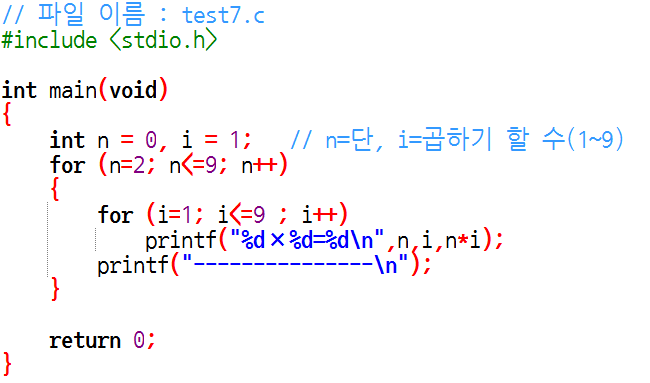 // 파일 이름 : test7.c
#include <stdio.h>
int main(void)
{
int n = 0, i = 1; // n=단, i=곱하기 할 수(1~9)
for (n=2; n<=9; n++)
{
for (i=1; i<=9 ; i++)
printf("%d×%d=%d\n",n,i,n*i);
printf("---------------\n");
}
return 0;
}